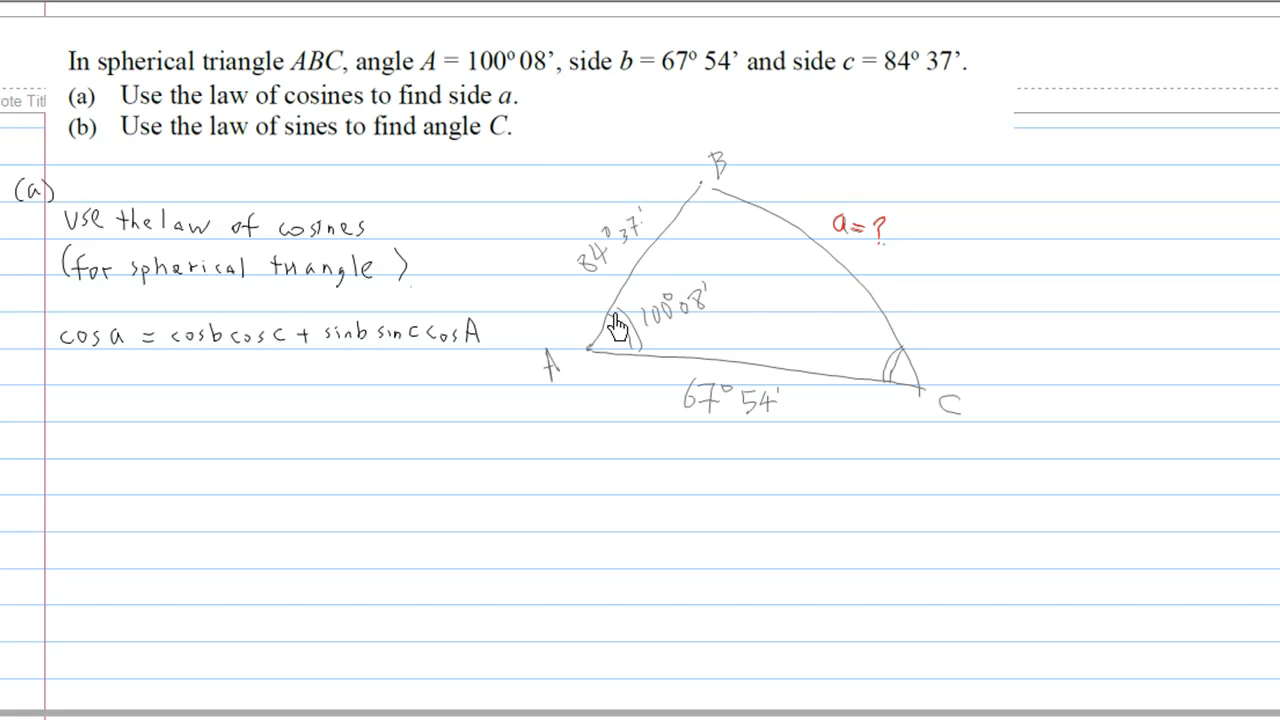 In spherical triangle ABC, angle A = 100º 08’, side b = 67º 54’ and side c = 84º 37’.
(a) Use the law of cosines to find side a.
(b) Use the law of sines to find angle C.
ote Titl
(a)
use the law of cosines
(for spherical triangle)
cos a = cos b cos c + sin b sin c cos A
B
84° 37'
a = ?
100° 08'
A
67° 54'
C